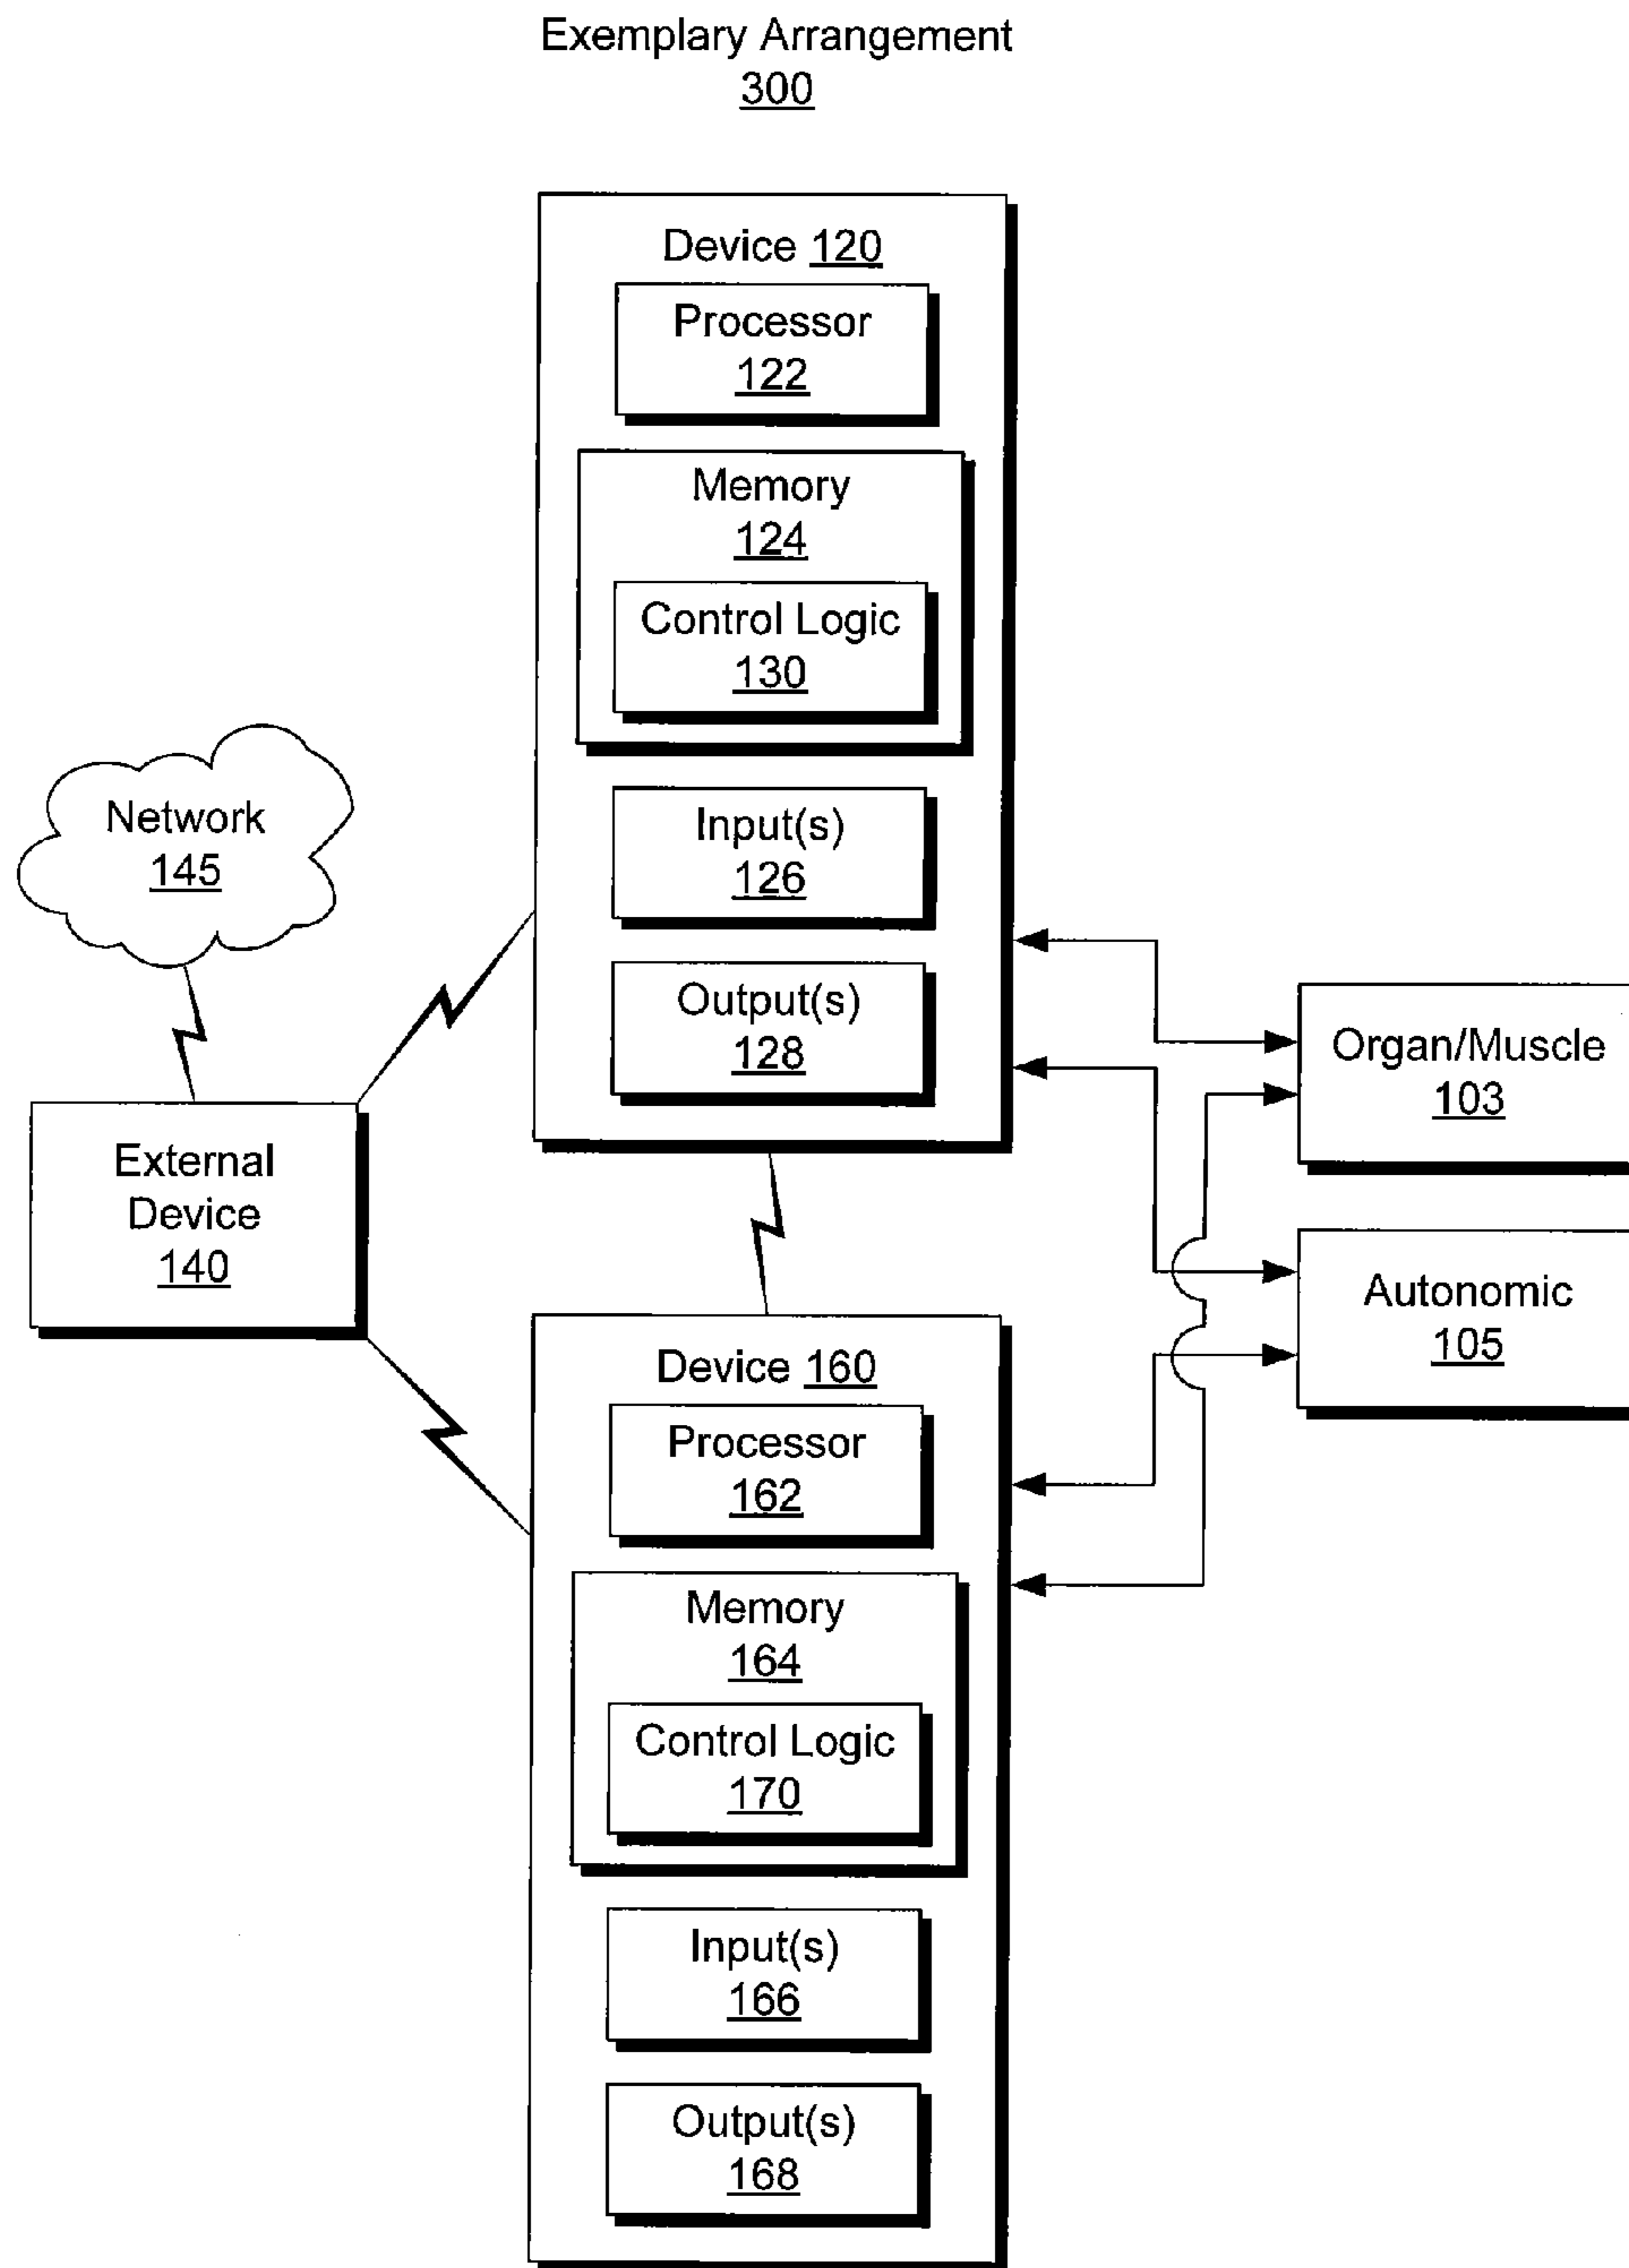 Exemplary Arrangement
300
Device 120
Processor
122
Memory
124
Control Logic
130
Input(s)
126
Output(s)
128
Network
145
External
Device
140
Organ/Muscle
103
Autonomic
105
Device 160
Processor
162
Memory
164
Control Logic
170
Input(s)
166
Output(s)
168